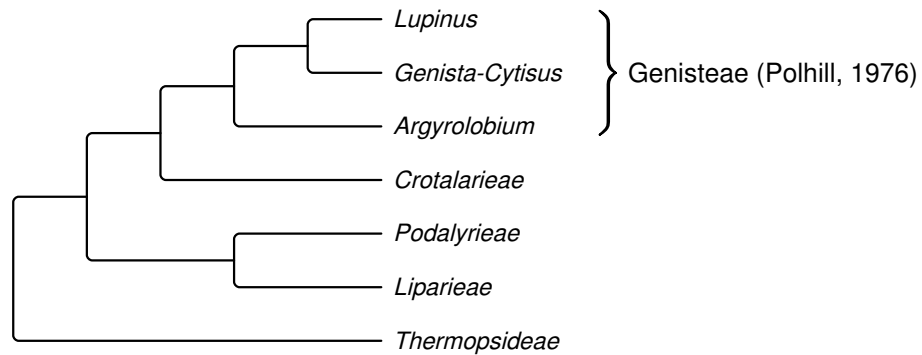 Lupinus
Genista-Cytisus
Genisteae (Polhill, 1976)
Argyrolobium
Crotalarieae
Podalyrieae
Liparieae
Thermopsideae